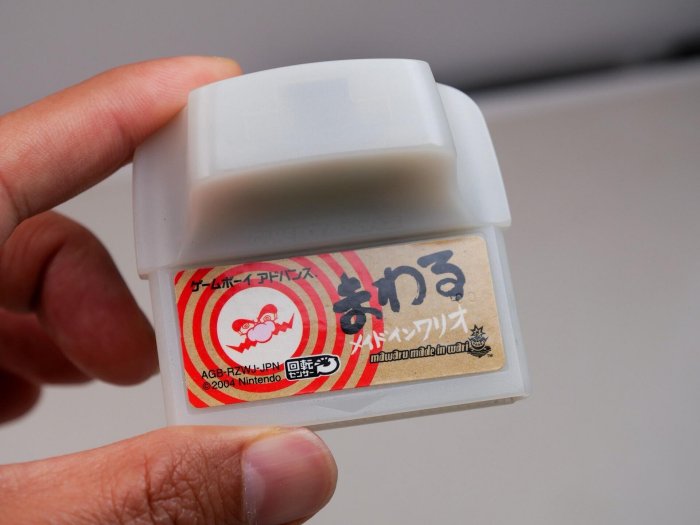 ゲームボーイ アドバンス
まわる
メイドインワリオ
mawaru made in wario
AGB-RZWJ-JPN
©2004 Nintendo
回転
センサー